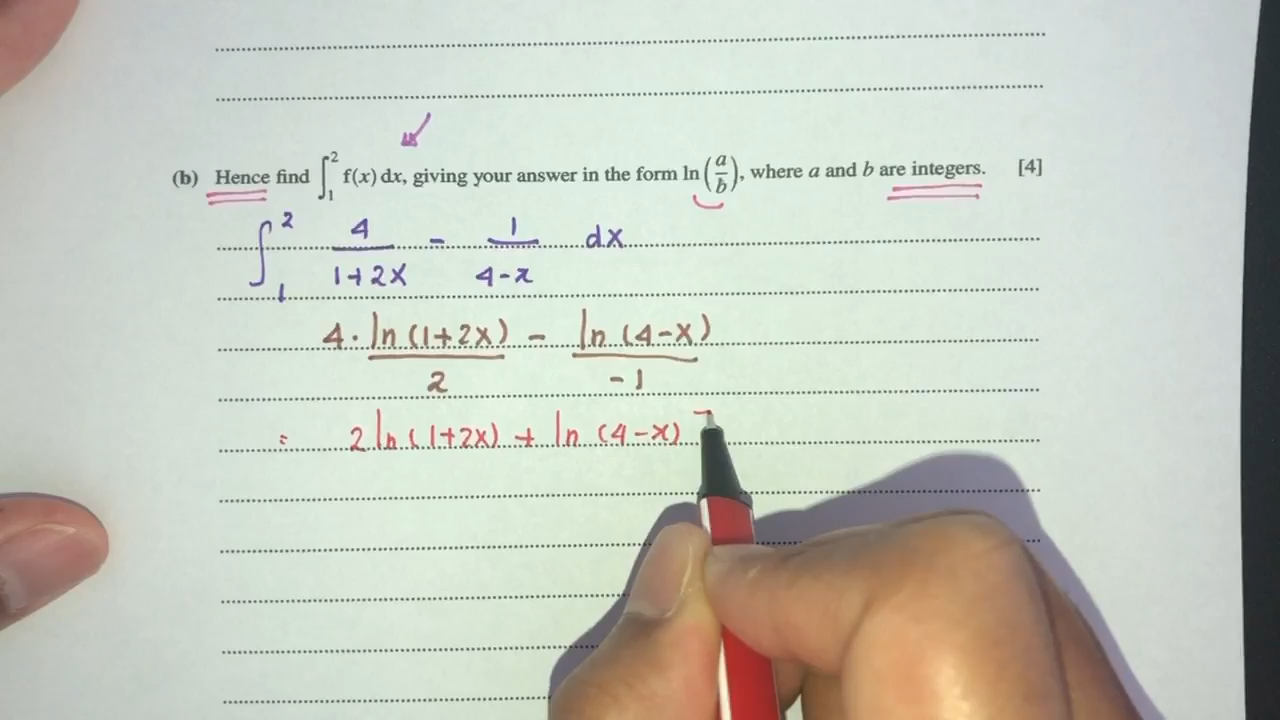 (b) Hence find ∫₁² f(x) dx, giving your answer in the form ln(a/b), where a and b are integers. [4]
∫₁² 4/(1+2x) - 1/(4-x) dx
4 · ln(1+2x)/2 - ln(4-x)/-1
= 2 ln(1+2x) + ln(4-x)